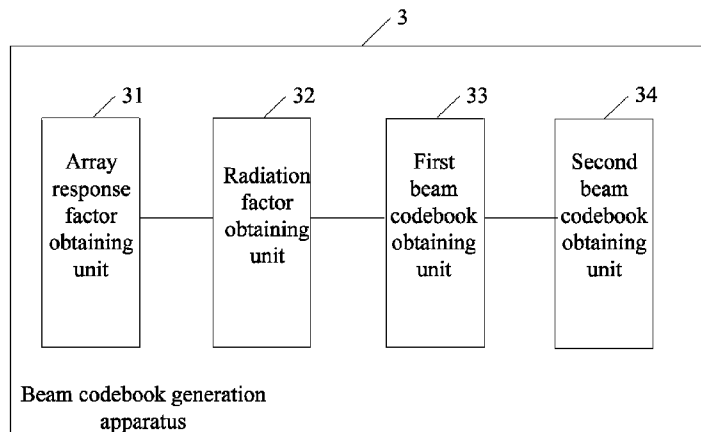 3
31
32
33
34
Array
response
factor
obtaining
unit
Radiation
factor
obtaining
unit
First
beam
codebook
obtaining
unit
Second
beam
codebook
obtaining
unit
Beam codebook generation
apparatus